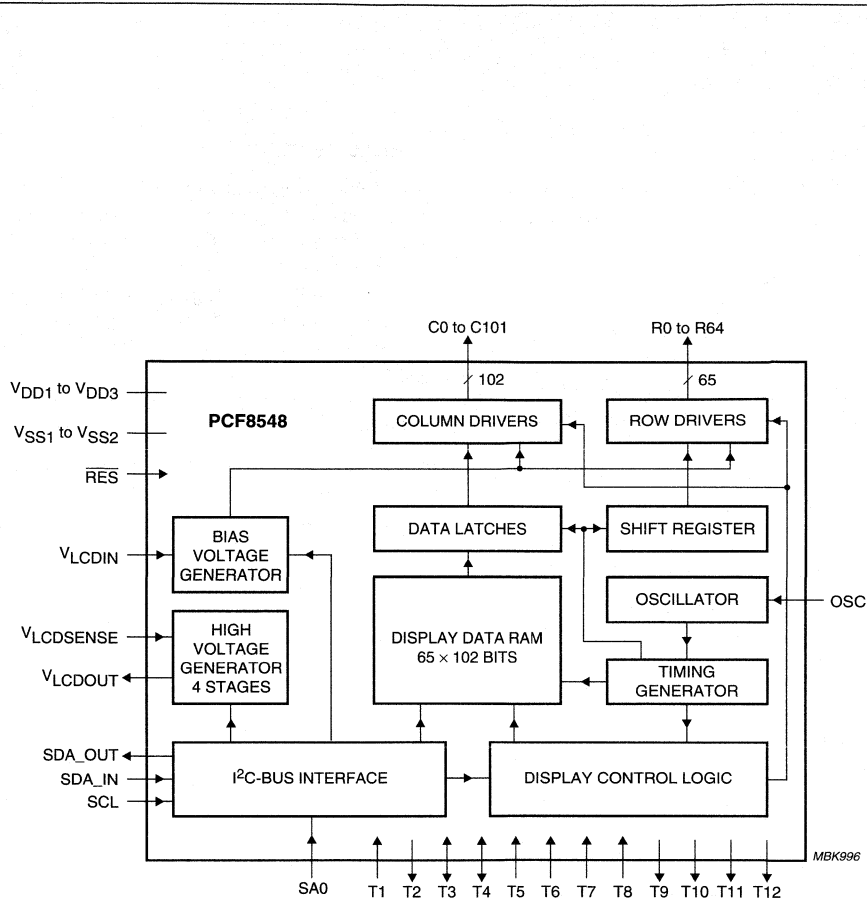 C0 to C101
R0 to R64
102
65
VDD1 to VDD3
PCF8548
COLUMN DRIVERS
ROW DRIVERS
VSS1 to VSS2
RES
DATA LATCHES
SHIFT REGISTER
VLCDIN
BIAS
VOLTAGE
GENERATOR
OSCILLATOR
OSC
VLCDSENSE
HIGH
VOLTAGE
GENERATOR
4 STAGES
DISPLAY DATA RAM
65 × 102 BITS
TIMING
GENERATOR
VLCDOUT
SDA_OUT
SDA_IN
SCL
I²C-BUS INTERFACE
DISPLAY CONTROL LOGIC
MBK996
SA0
T1
T2
T3
T4
T5
T6
T7
T8
T9
T10
T11
T12